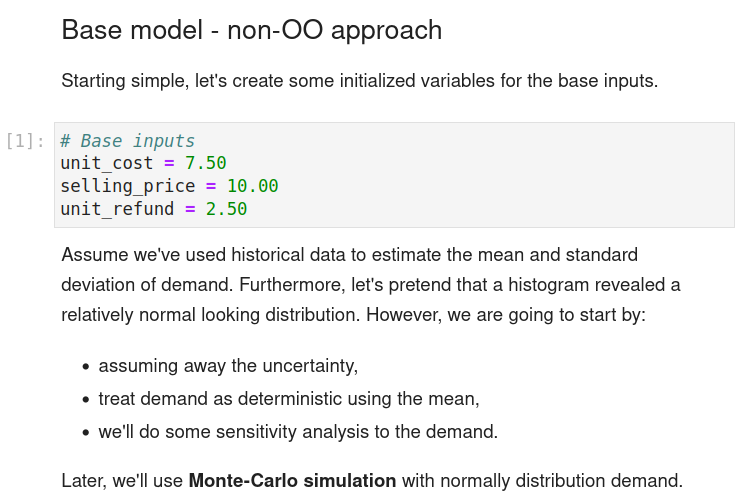 Base model - non-OO approach
Starting simple, let's create some initialized variables for the base inputs.
[1]: # Base inputs
unit_cost = 7.50
selling_price = 10.00
unit_refund = 2.50
Assume we've used historical data to estimate the mean and standard
deviation of demand. Furthermore, let's pretend that a histogram revealed a
relatively normal looking distribution. However, we are going to start by:
• assuming away the uncertainty,
• treat demand as deterministic using the mean,
• we'll do some sensitivity analysis to the demand.
Later, we'll use Monte-Carlo simulation with normally distribution demand.